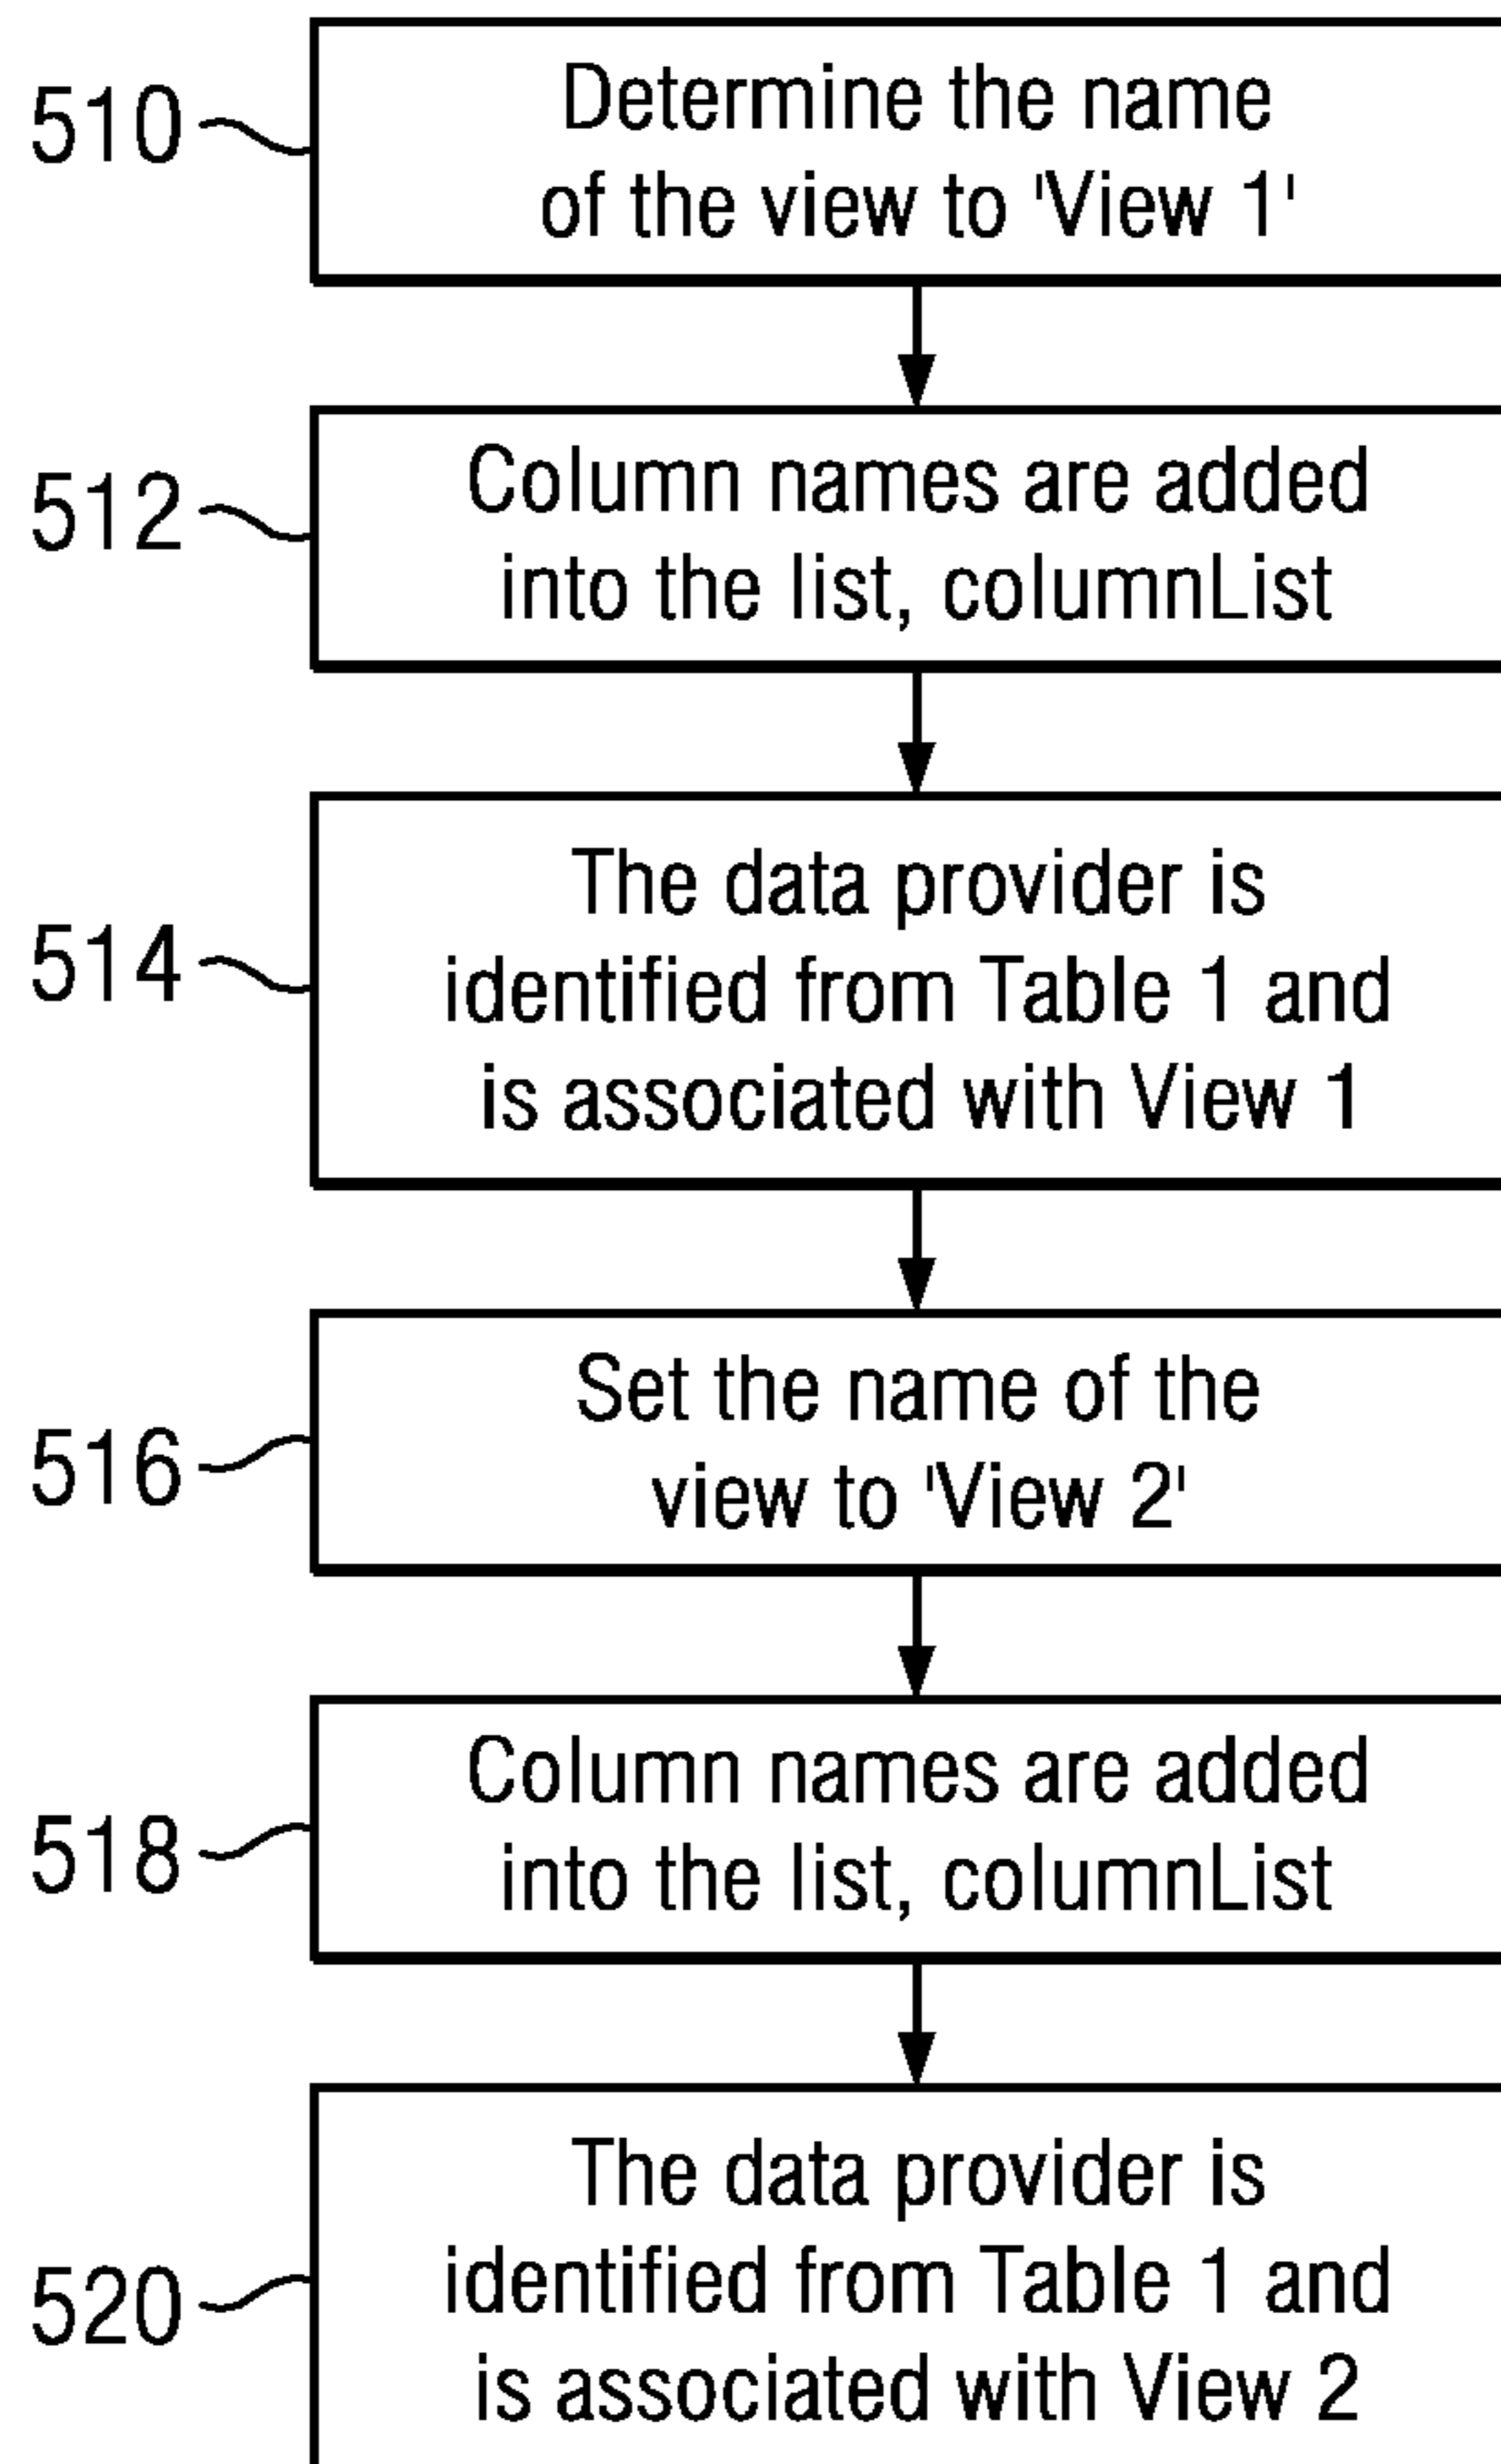 510
Determine the name
of the view to 'View 1'
512
Column names are added
into the list, columnList
514
The data provider is
identified from Table 1 and
is associated with View 1
516
Set the name of the
view to 'View 2'
518
Column names are added
into the list, columnList
520
The data provider is
identified from Table 1 and
is associated with View 2